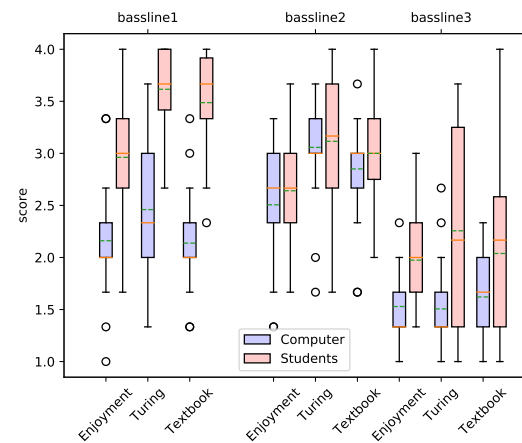 bassline1 bassline2 bassline3
4.0
3.5
3.0
2.5
2.0
1.5
1.0
score
Computer
Students
Enjoyment Turing Textbook Enjoyment Turing Textbook Enjoyment Turing Textbook